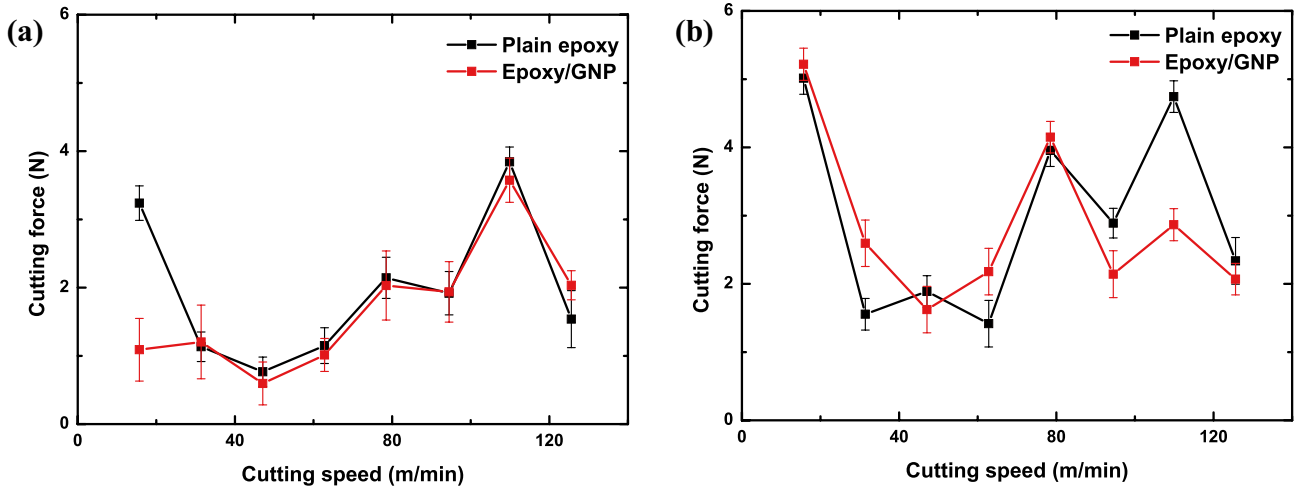 (a)
Plain epoxy
Epoxy/GNP
Cutting force (N)
6
4
2
0
0 40 80 120
Cutting speed (m/min)
(b)
Plain epoxy
Epoxy/GNP
Cutting force (N)
6
4
2
0
0 40 80 120
Cutting speed (m/min)